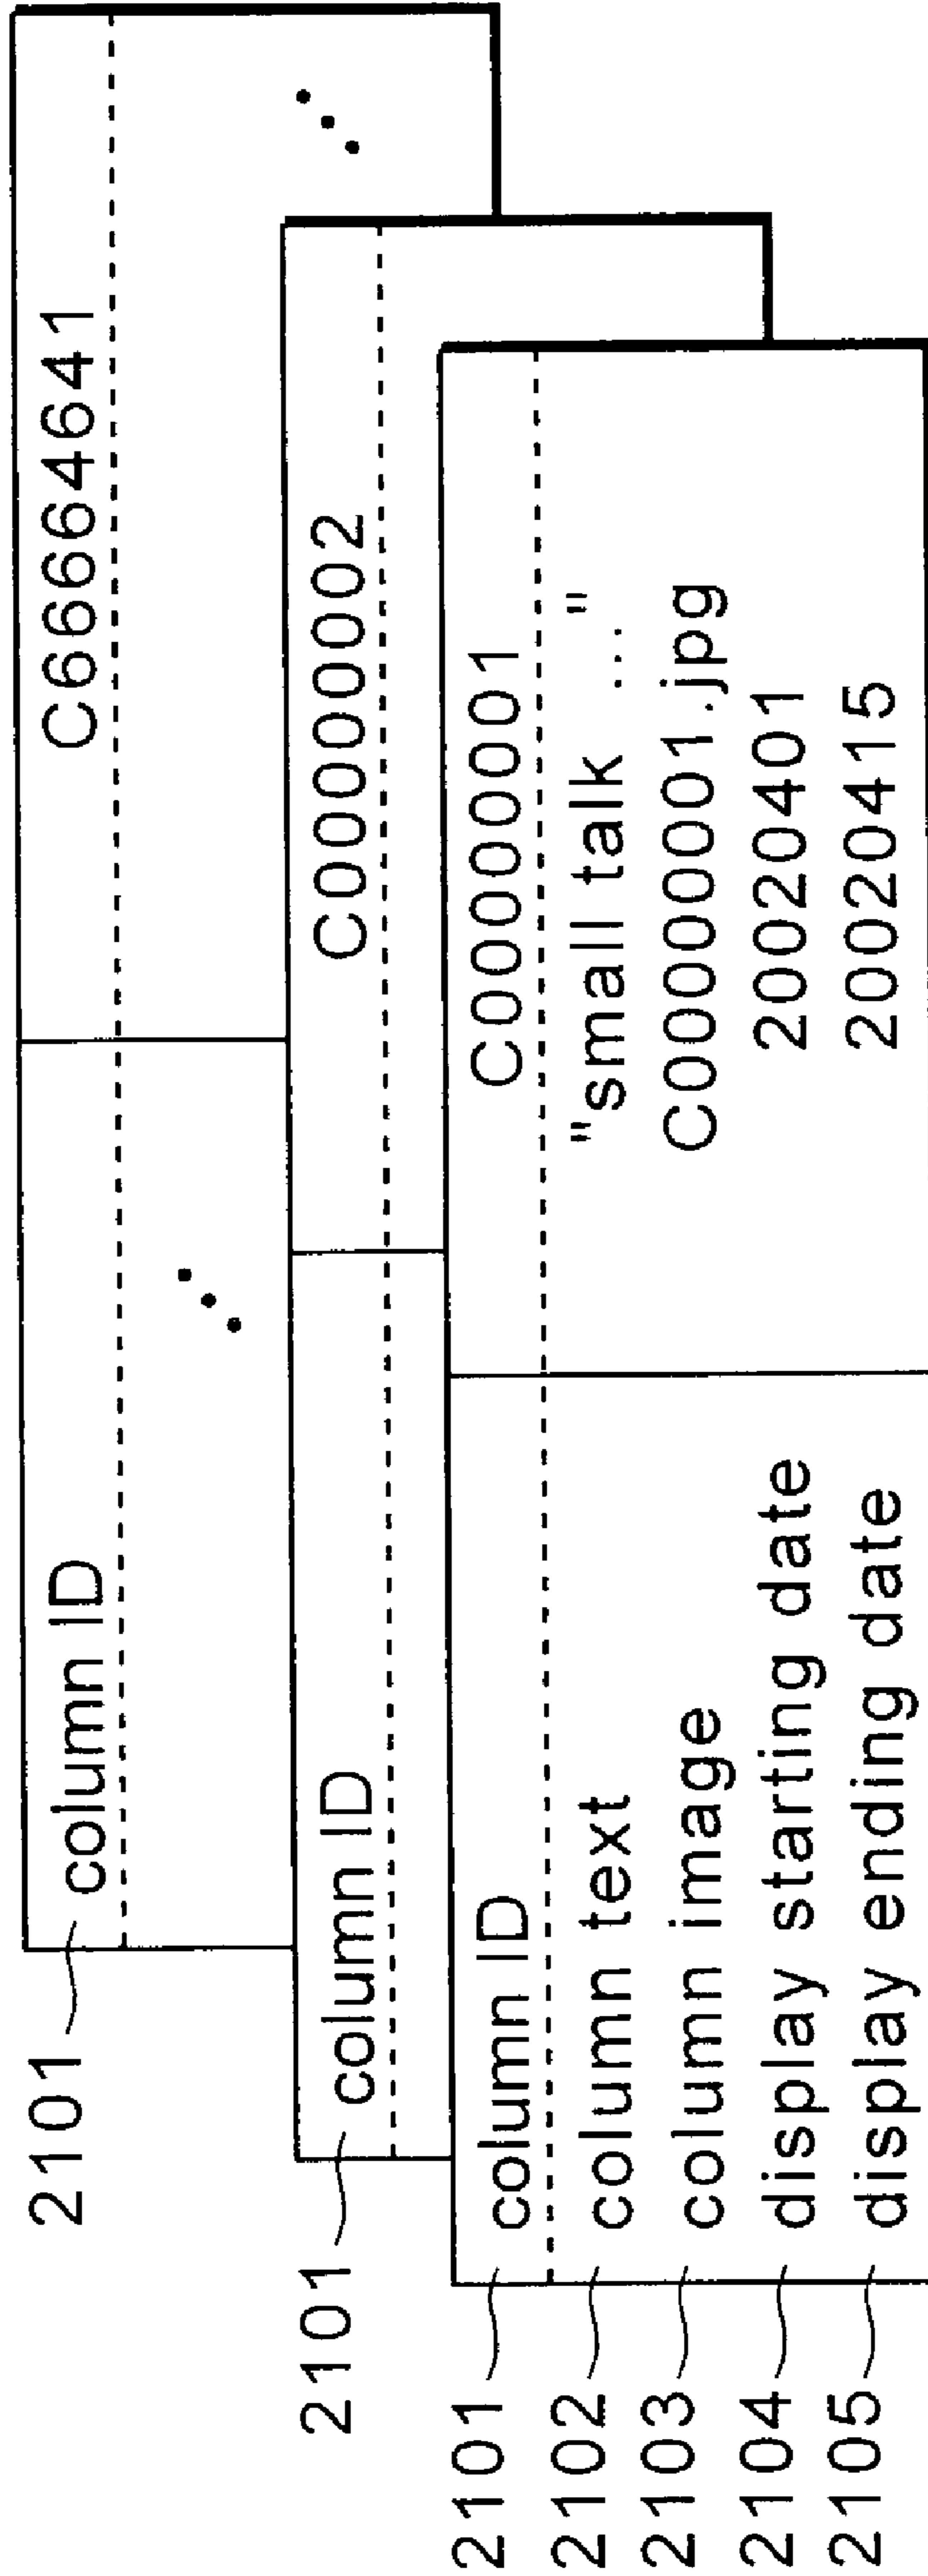 2101 column ID C66664641
2101 column ID C00000002
2101 column ID C00000001
2102 column text "small talk ... "
2103 column image C00000001.jpg
2104 display starting date 20020401
2105 display ending date 20020415